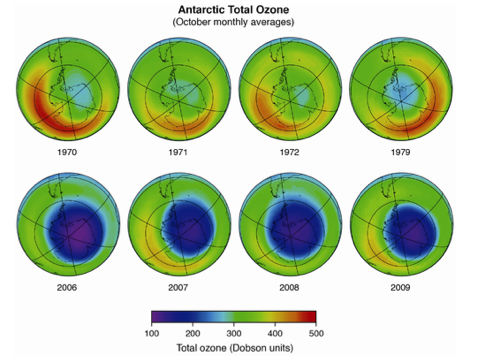 Antarctic Total Ozone
(October monthly averages)
1970 1971 1972 1979
2006 2007 2008 2009
100 200 300 400 500
Total ozone (Dobson units)